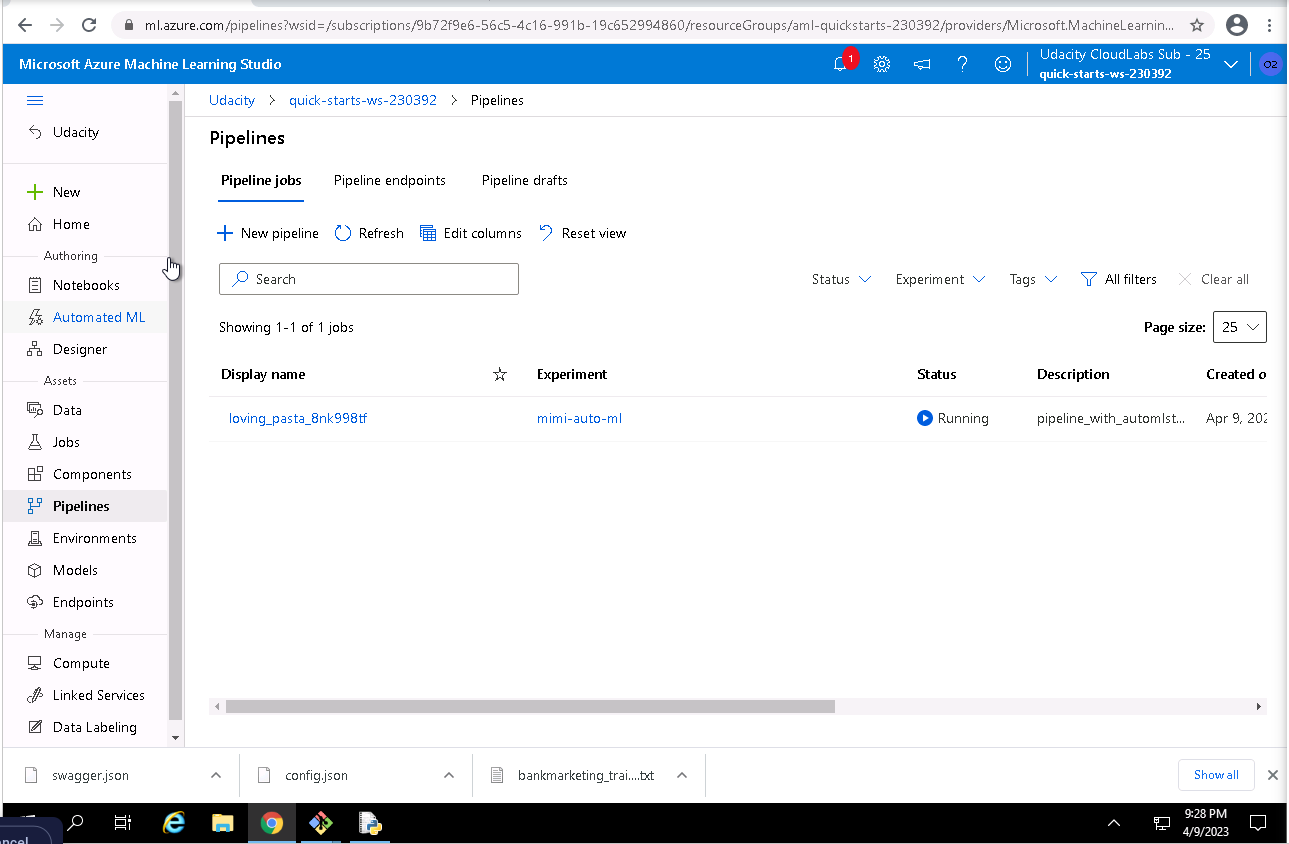 ml.azure.com/pipelines?wsid=/subscriptions/9b72f9e6-56c5-4c16-991b-19c652994860/resourceGroups/aml-quickstarts-230392/providers/Microsoft.MachineLearnin...
Microsoft Azure Machine Learning Studio
1
Udacity CloudLabs Sub - 25
quick-starts-ws-230392
O2
Udacity
New
Home
Authoring
Notebooks
Automated ML
Designer
Assets
Data
Jobs
Components
Pipelines
Environments
Models
Endpoints
Manage
Compute
Linked Services
Data Labeling
Udacity > quick-starts-ws-230392 > Pipelines
Pipelines
Pipeline jobs Pipeline endpoints Pipeline drafts
New pipeline Refresh Edit columns Reset view
Search
Status Experiment Tags All filters Clear all
Showing 1-1 of 1 jobs
Page size: 25
Display name Experiment Status Description Created o
loving_pasta_8nk998tf mimi-auto-ml Running pipeline_with_automlst... Apr 9, 202
swagger.json config.json bankmarketing_trai....txt Show all
ancel
9:28 PM
4/9/2023